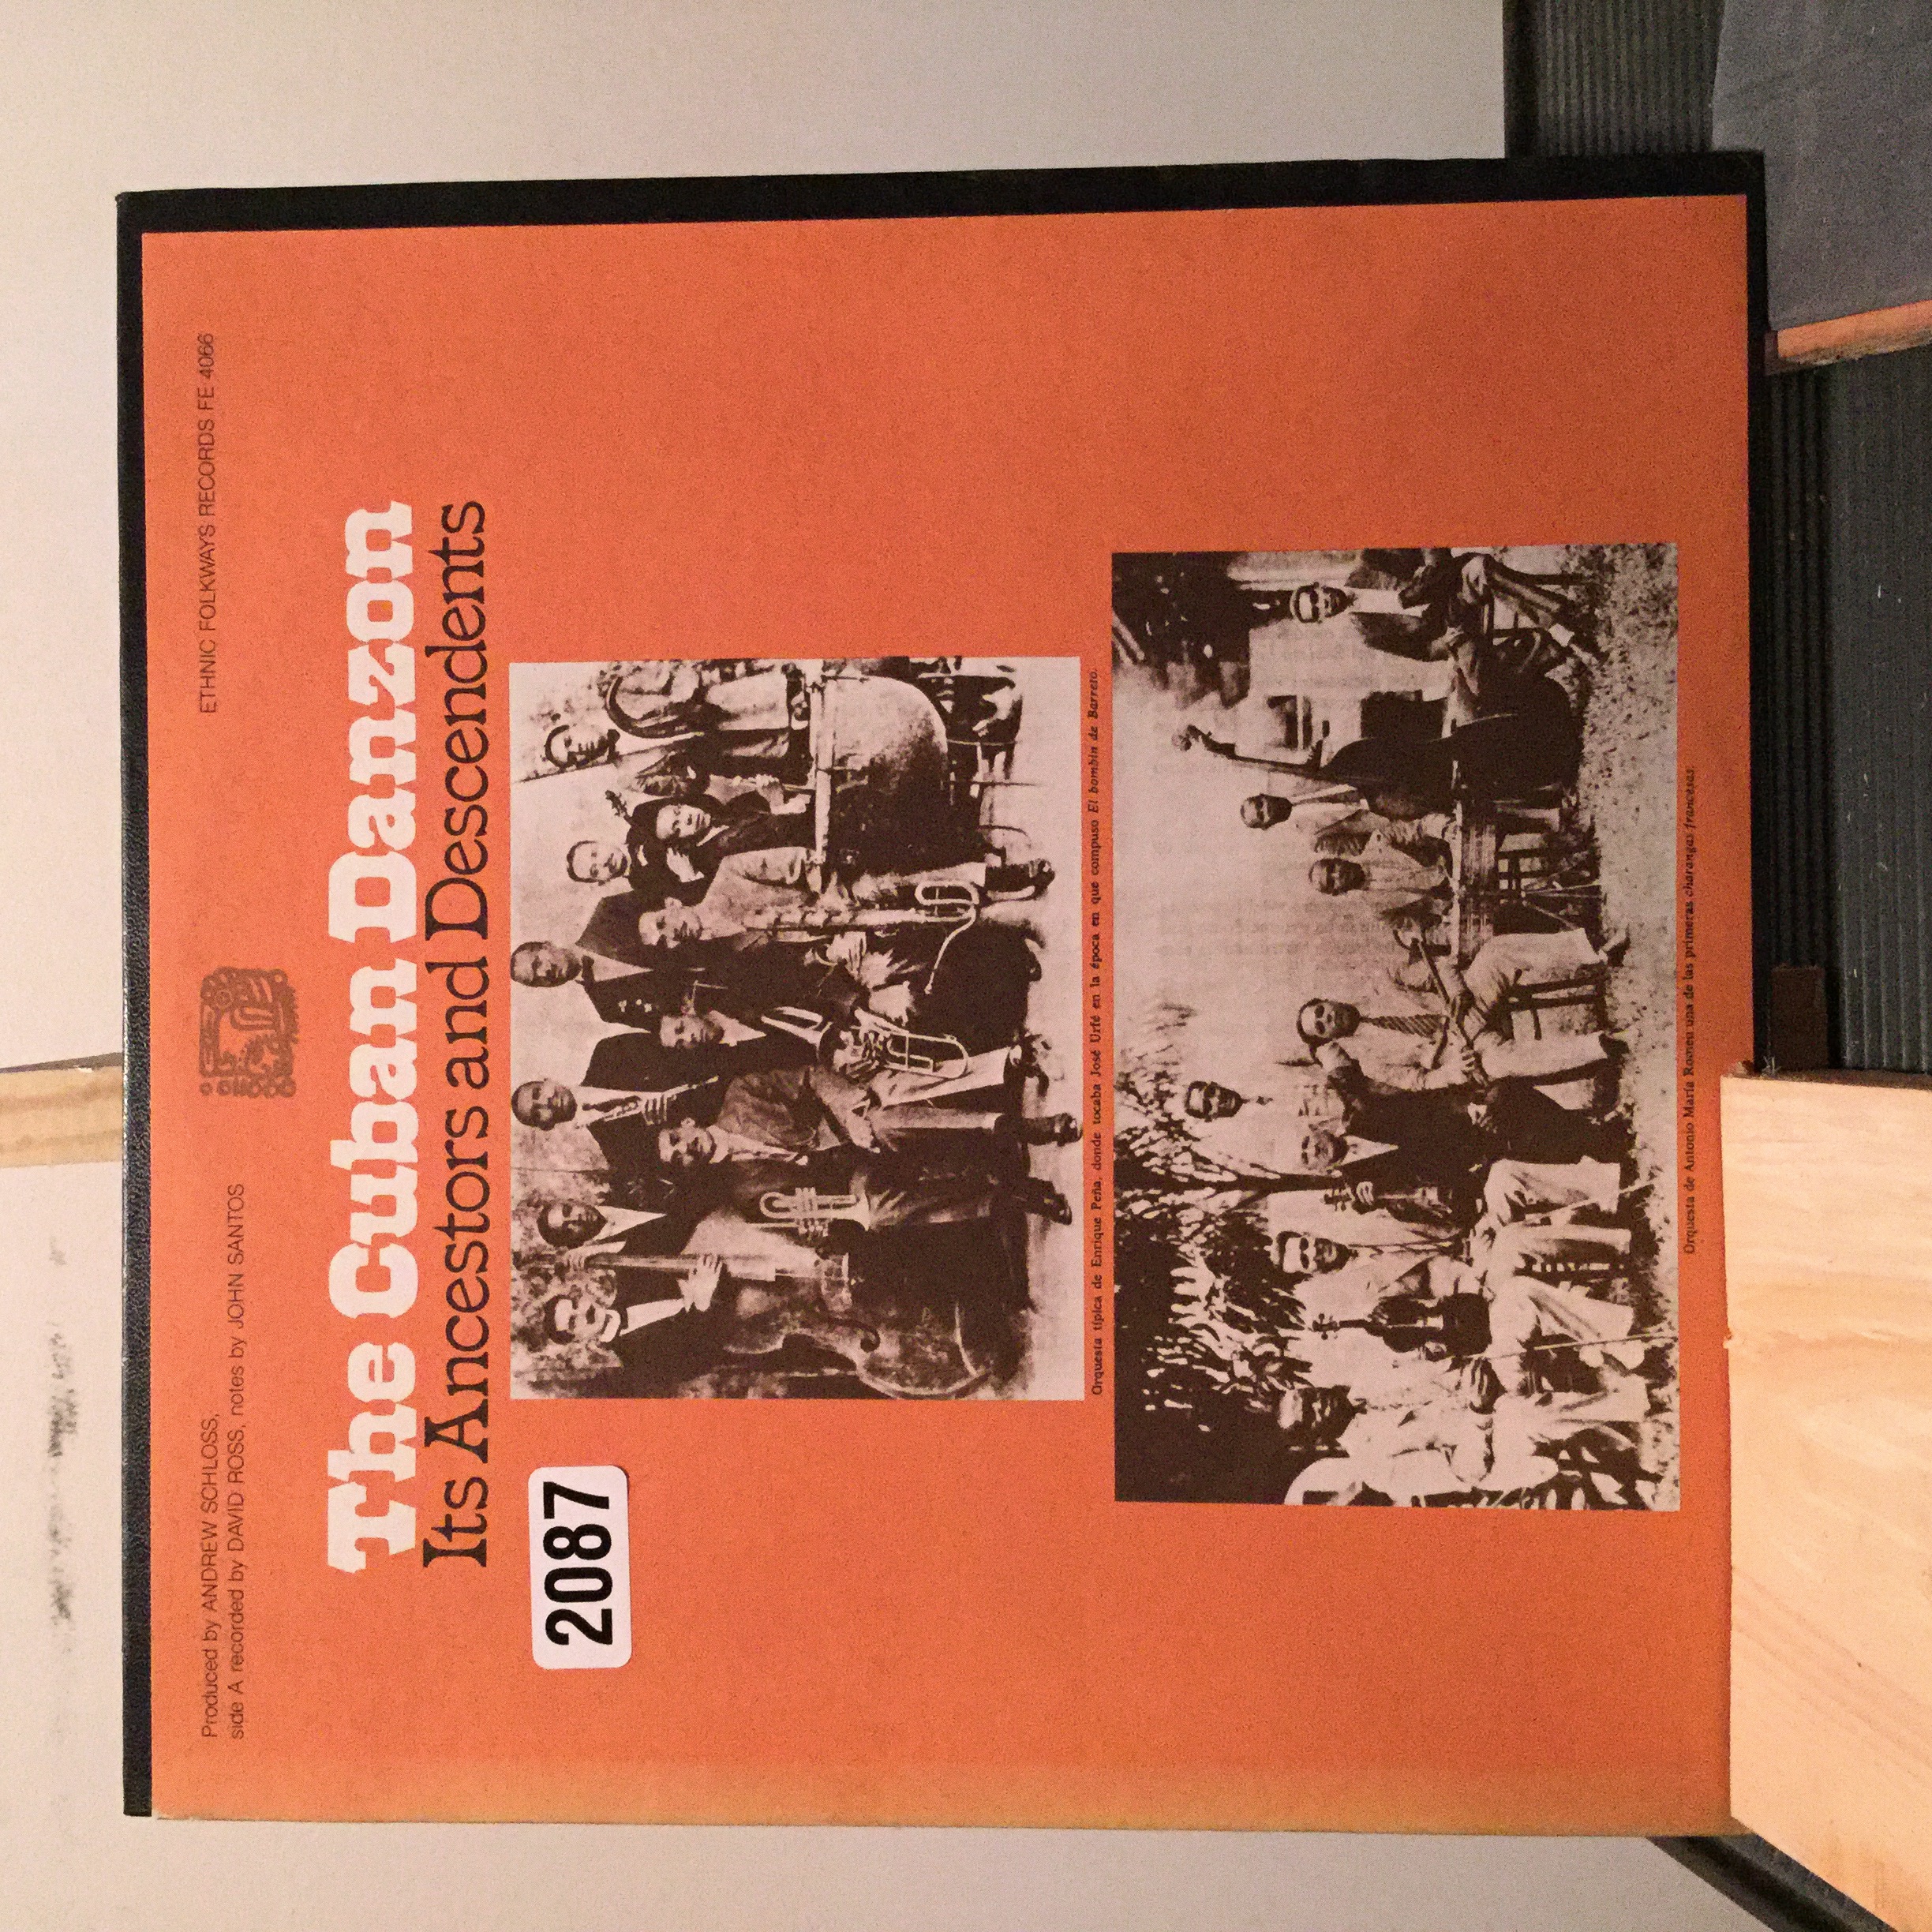 Produced by ANDREW SCHLOSS,
side A recorded by DAVID ROSS, notes by JOHN SANTOS
ETHNIC FOLKWAYS RECORDS FE 4066
The Cuban Danzon
Its Ancestors and Descendents
2087
Orquesta típica de Enrique Peña, donde tocaba José Urfé en la época en que compuso El bombín de Barreto.
Orquesta de Antonio María Romeu una de las primeras charangas francesas.